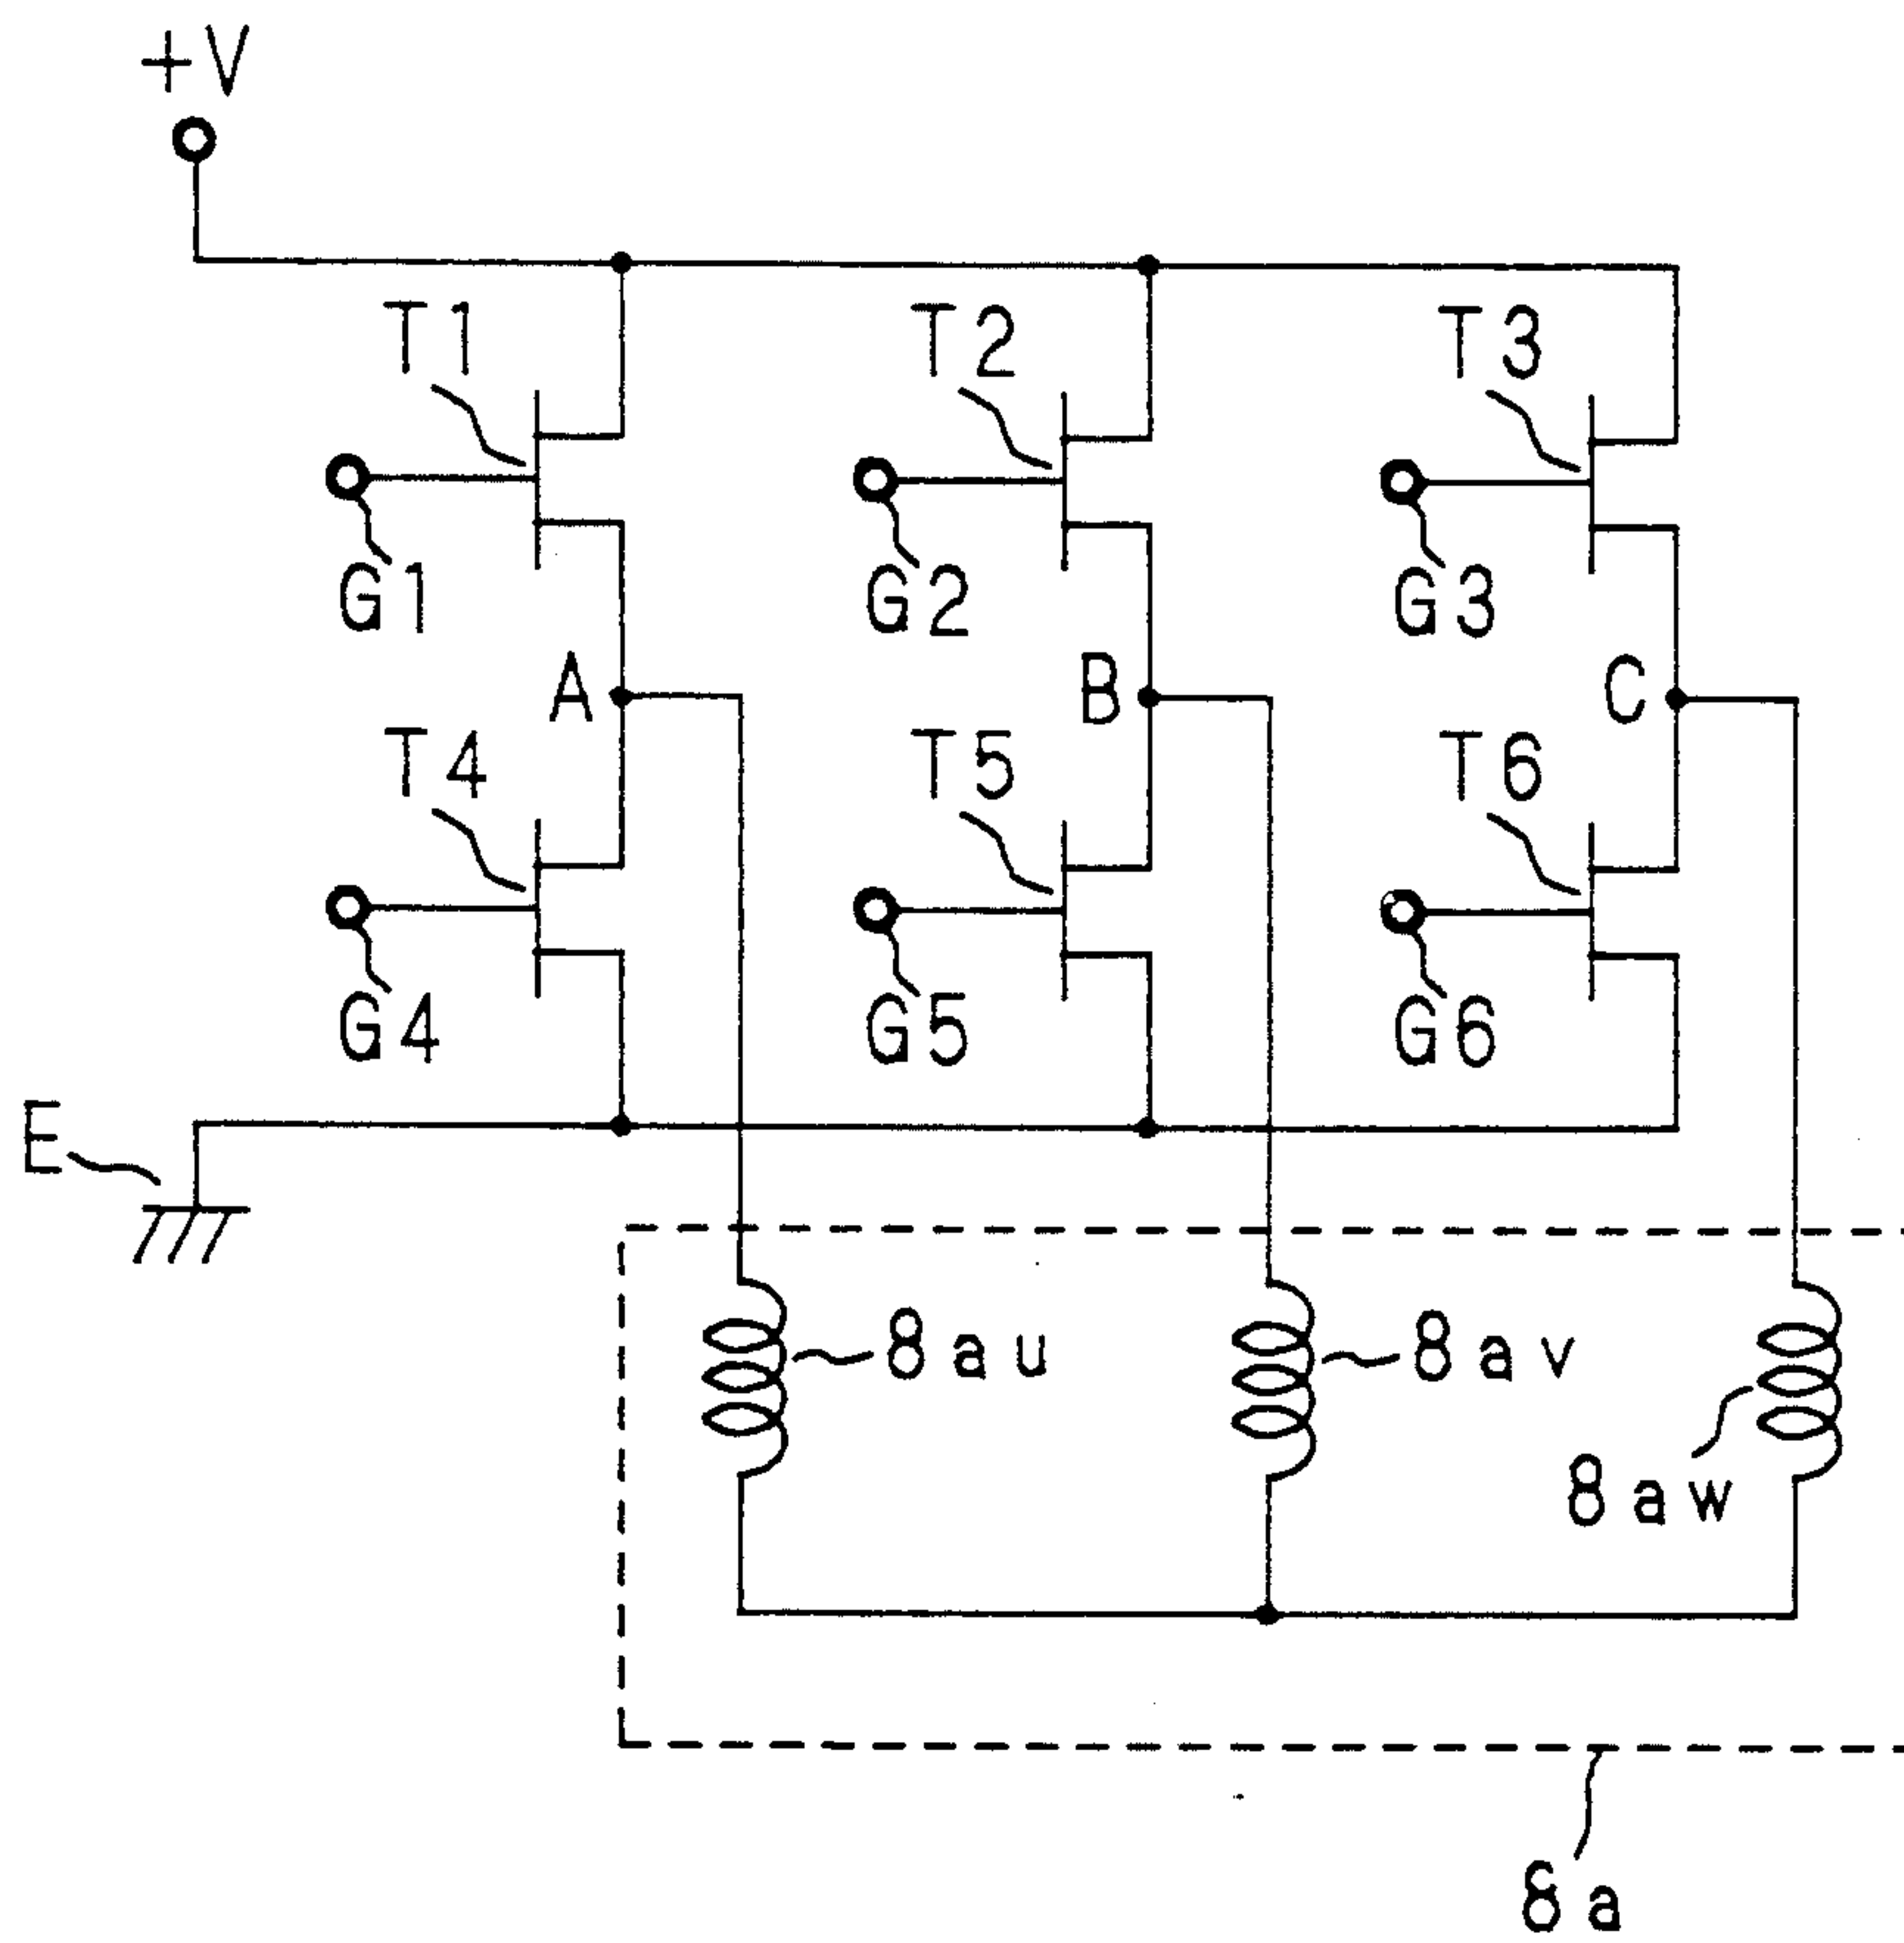 +V
T1 T2 T3
G1 G2 G3
A B C
T4 T5 T6
G4 G5 G6
E
8au 8av
8aw
8a